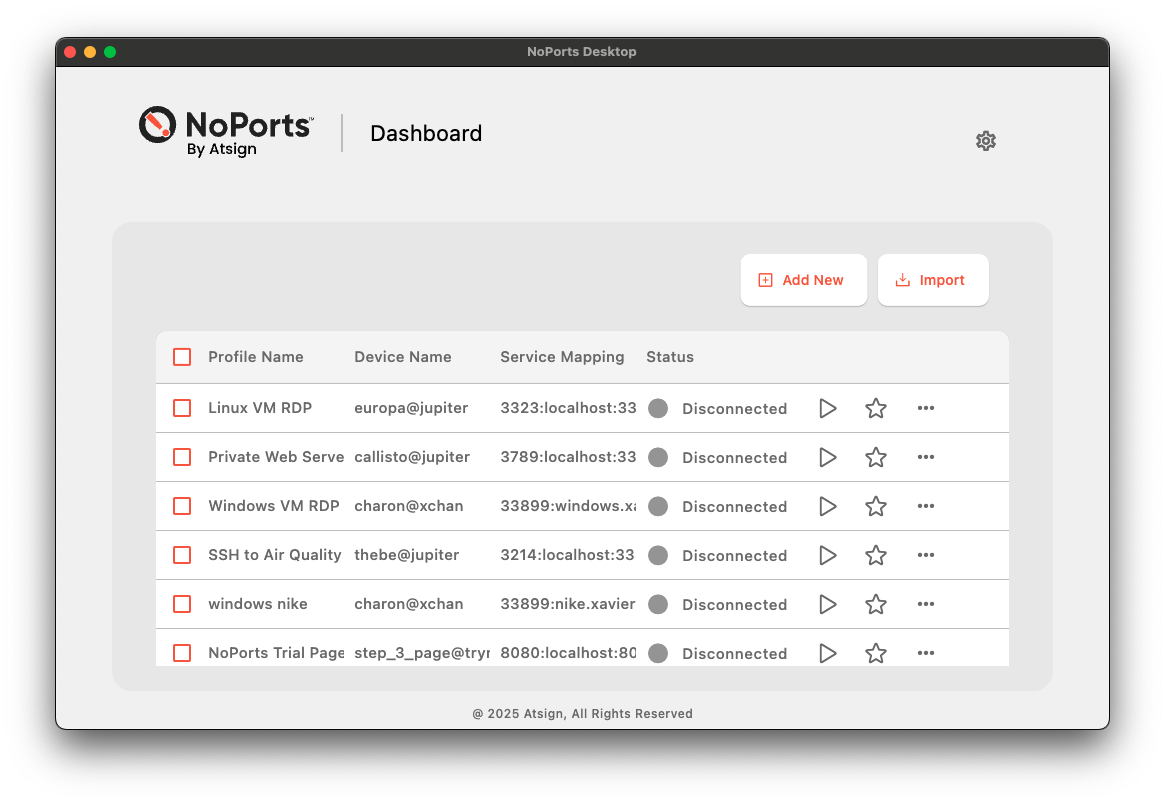 NoPorts Desktop
NoPorts™ Dashboard
By Atsign
Add New Import
Profile Name Device Name Service Mapping Status
Linux VM RDP europa@jupiter 3323:localhost:33 Disconnected
Private Web Serve callisto@jupiter 3789:localhost:33 Disconnected
Windows VM RDP charon@xchan 33899:windows.xa Disconnected
SSH to Air Quality thebe@jupiter 3214:localhost:33 Disconnected
windows nike charon@xchan 33899:nike.xavier Disconnected
NoPorts Trial Page step_3_page@tryn 8080:localhost:80 Disconnected
@ 2025 Atsign, All Rights Reserved